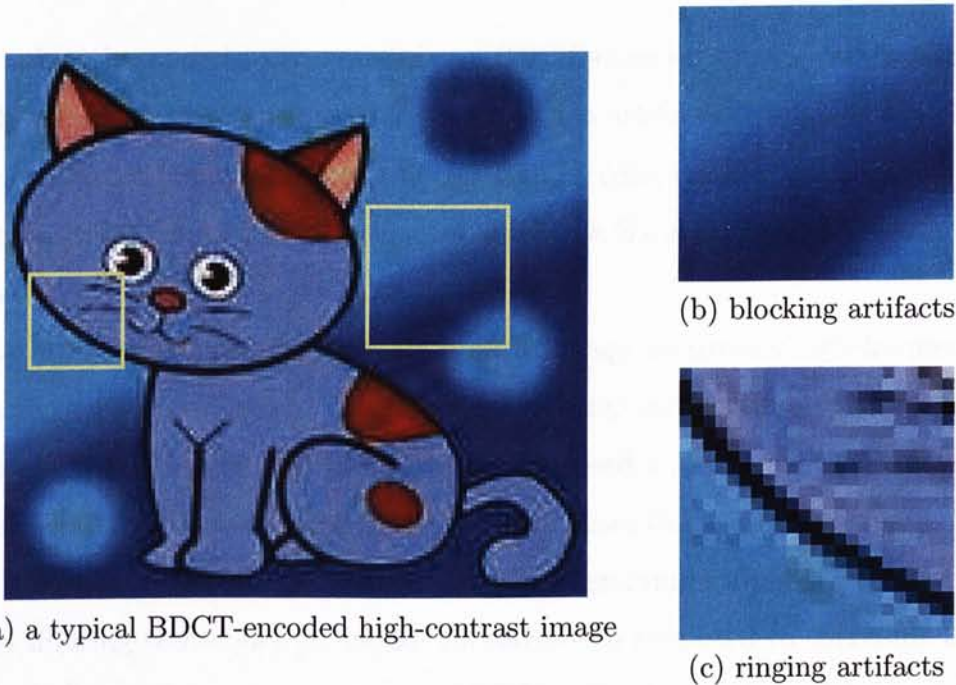 (b) blocking artifacts
) a typical BDCT-encoded high-contrast image
(c) ringing artifacts